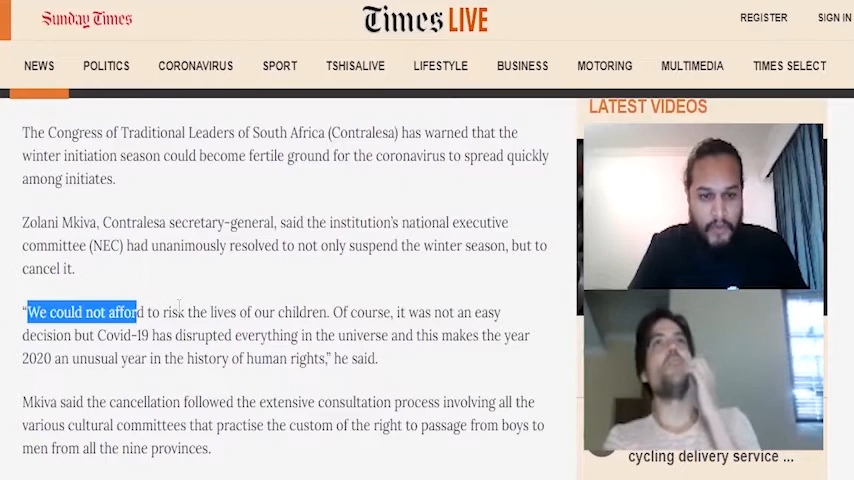 Sunday Times
Times LIVE
REGISTER
SIGN IN
NEWS
POLITICS
CORONAVIRUS
SPORT
TSHISALIVE
LIFESTYLE
BUSINESS
MOTORING
MULTIMEDIA
TIMES SELECT
The Congress of Traditional Leaders of South Africa (Contralesa) has warned that the
winter initiation season could become fertile ground for the coronavirus to spread quickly
among initiates.
Zolani Mkiva, Contralesa secretary-general, said the institution's national executive
committee (NEC) had unanimously resolved to not only suspend the winter season, but to
cancel it.
“We could not afford to risk the lives of our children. Of course, it was not an easy
decision but Covid-19 has disrupted everything in the universe and this makes the year
2020 an unusual year in the history of human rights,” he said.
Mkiva said the cancellation followed the extensive consultation process involving all the
various cultural committees that practise the custom of the right to passage from boys to
men from all the nine provinces.
LATEST VIDEOS
cycling delivery service ...